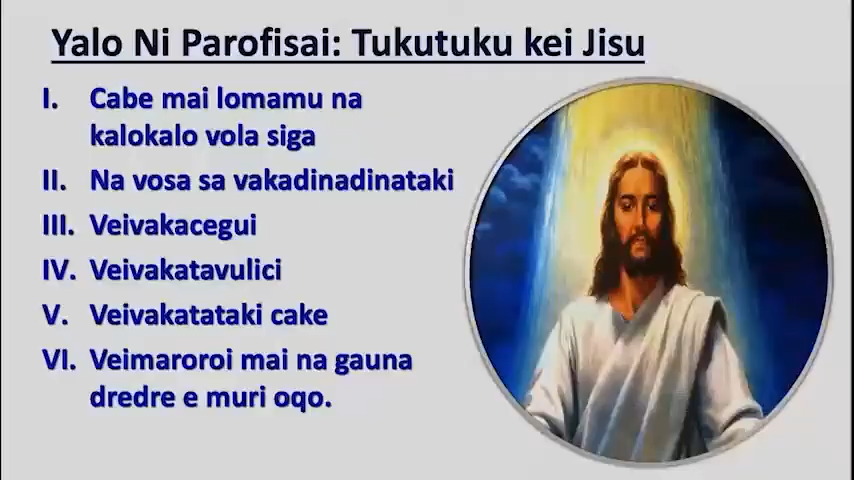 Yalo Ni Parofisai: Tukutuku kei Jisu
I. Cabe mai lomamu na
kalokalo vola siga
II. Na vosa sa vakadinadinataki
III. Veivakacegui
IV. Veivakatavulici
V. Veivakatataki cake
VI. Veimaroroi mai na gauna
dredre e muri oqo.